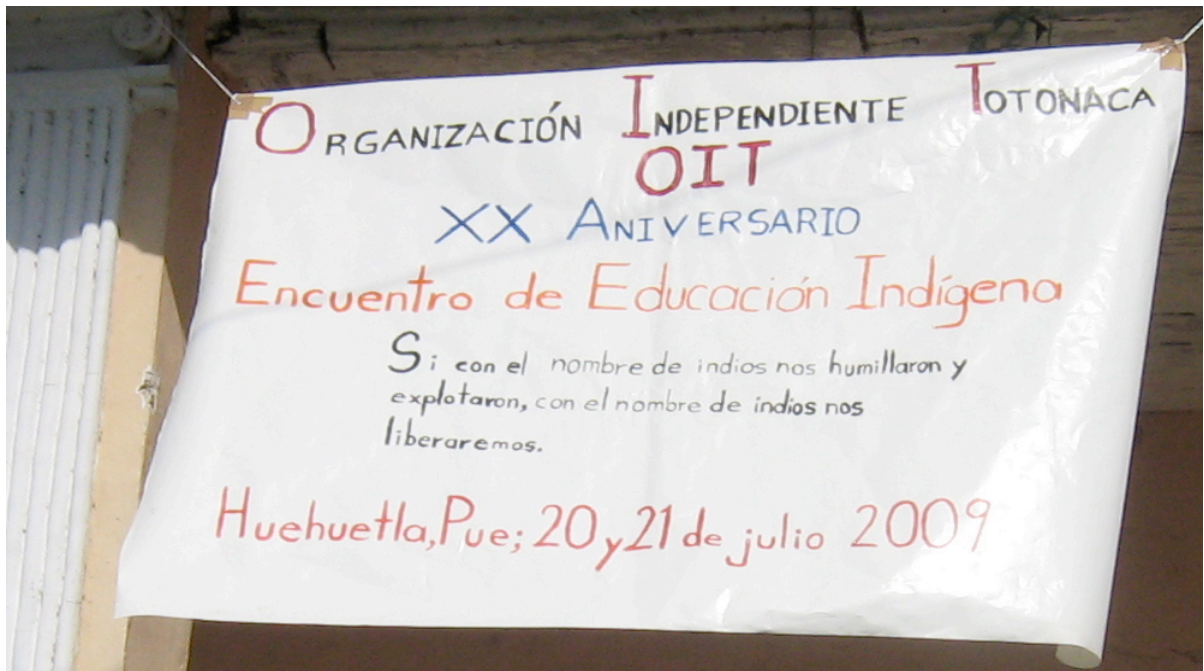 ORGANIZACIÓN INDEPENDIENTE TOTONACA
OIT
XX ANIVERSARIO
Encuentro de Educación Indígena
Si con el nombre de indios nos humillaron y
explotaron, con el nombre de indios nos
liberaremos.
Huehuetla, Pue; 20 y 21 de julio 2009